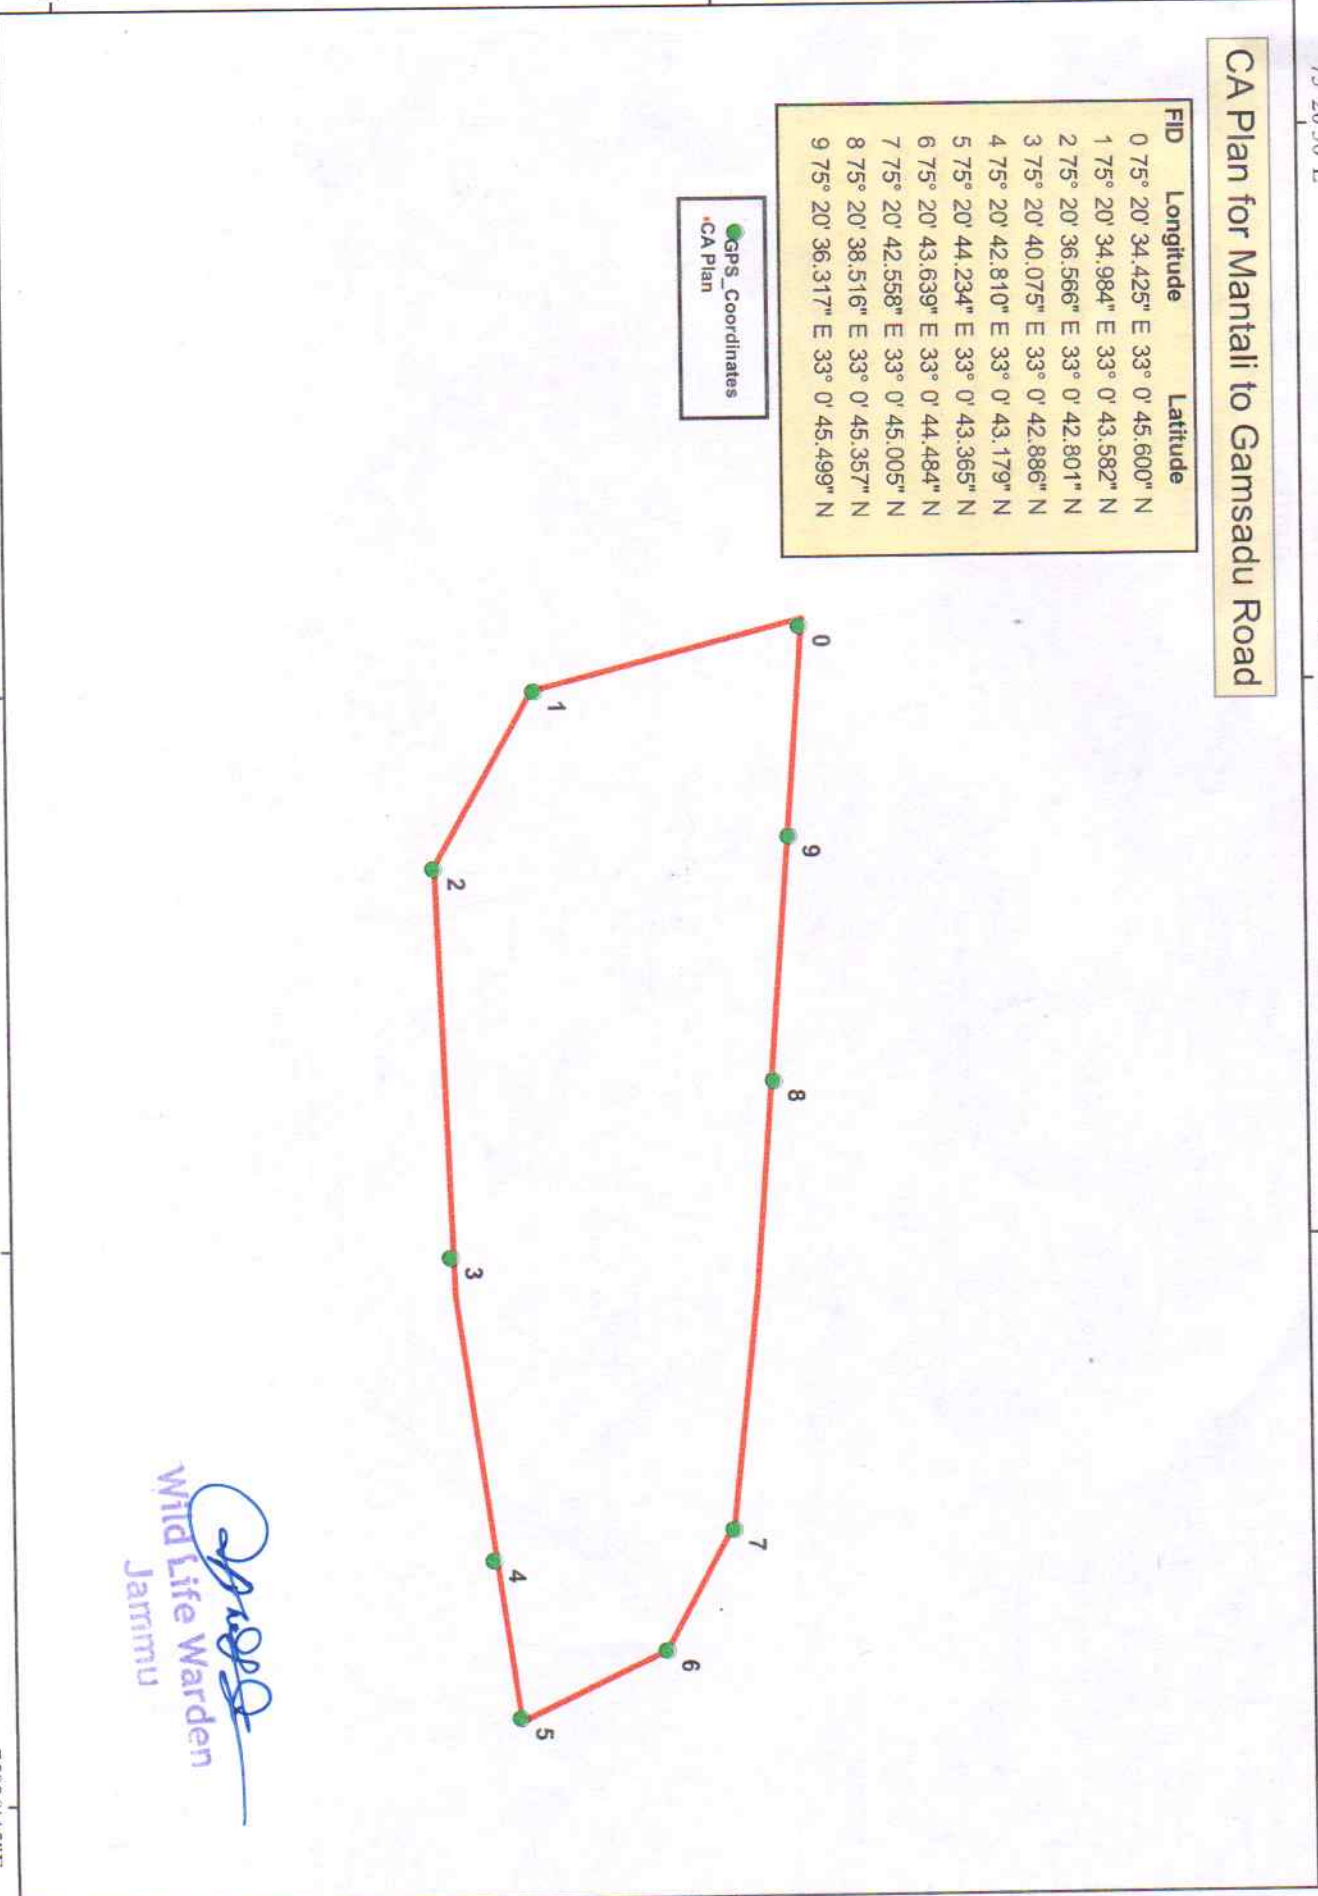 CA Plan for Mantali to Gamsadu Road
FID Longitude Latitude
0 75° 20' 34.425" E 33° 0' 45.600" N
1 75° 20' 34.984" E 33° 0' 43.582" N
2 75° 20' 36.566" E 33° 0' 42.801" N
3 75° 20' 40.075" E 33° 0' 42.886" N
4 75° 20' 42.810" E 33° 0' 43.179" N
5 75° 20' 44.234" E 33° 0' 43.365" N
6 75° 20' 43.639" E 33° 0' 44.484" N
7 75° 20' 42.558" E 33° 0' 45.005" N
8 75° 20' 38.516" E 33° 0' 45.357" N
9 75° 20' 36.317" E 33° 0' 45.499" N
GPS_Coordinates
CA Plan
0
9
8
7
6
1
5
4
3
2
Wild Life Warden
Jammu